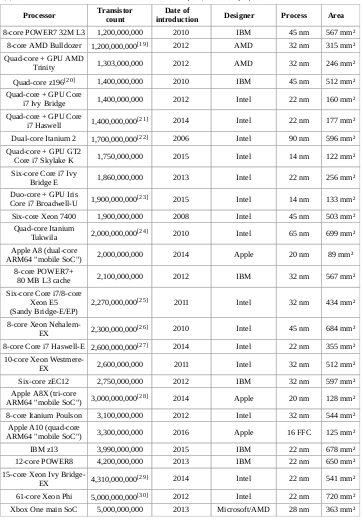 Processor Transistor count Date of introduction Designer Process Area
8-core POWER7 32M L3 1,200,000,000 2010 IBM 45 nm 567 mm²
8-core AMD Bulldozer 1,200,000,000[19] 2012 AMD 32 nm 315 mm²
Quad-core + GPU AMD Trinity 1,303,000,000 2012 AMD 32 nm 246 mm²
Quad-core z196[20] 1,400,000,000 2010 IBM 45 nm 512 mm²
Quad-core + GPU Core i7 Ivy Bridge 1,400,000,000 2012 Intel 22 nm 160 mm²
Quad-core + GPU Core i7 Haswell 1,400,000,000[21] 2014 Intel 22 nm 177 mm²
Dual-core Itanium 2 1,700,000,000[22] 2006 Intel 90 nm 596 mm²
Quad-core + GPU GT2 Core i7 Skylake K 1,750,000,000 2015 Intel 14 nm 122 mm²
Six-core Core i7 Ivy Bridge E 1,860,000,000 2013 Intel 22 nm 256 mm²
Duo-core + GPU Iris Core i7 Broadwell-U 1,900,000,000[23] 2015 Intel 14 nm 133 mm²
Six-core Xeon 7400 1,900,000,000 2008 Intel 45 nm 503 mm²
Quad-core Itanium Tukwila 2,000,000,000[24] 2010 Intel 65 nm 699 mm²
Apple A8 (dual-core ARM64 "mobile SoC") 2,000,000,000 2014 Apple 20 nm 89 mm²
8-core POWER7+ 80 MB L3 cache 2,100,000,000 2012 IBM 32 nm 567 mm²
Six-core Core i7/8-core Xeon E5 (Sandy Bridge-E/EP) 2,270,000,000[25] 2011 Intel 32 nm 434 mm²
8-core Xeon Nehalem-EX 2,300,000,000[26] 2010 Intel 45 nm 684 mm²
8-core Core i7 Haswell-E 2,600,000,000[27] 2014 Intel 22 nm 355 mm²
10-core Xeon Westmere-EX 2,600,000,000 2011 Intel 32 nm 512 mm²
Six-core zEC12 2,750,000,000 2012 IBM 32 nm 597 mm²
Apple A8X (tri-core ARM64 "mobile SoC") 3,000,000,000[28] 2014 Apple 20 nm 128 mm²
8-core Itanium Poulson 3,100,000,000 2012 Intel 32 nm 544 mm²
Apple A10 (quad-core ARM64 "mobile SoC") 3,300,000,000 2016 Apple 16 FFC 125 mm²
IBM z13 3,990,000,000 2015 IBM 22 nm 678 mm²
12-core POWER8 4,200,000,000 2013 IBM 22 nm 650 mm²
15-core Xeon Ivy Bridge-EX 4,310,000,000[29] 2014 Intel 22 nm 541 mm²
61-core Xeon Phi 5,000,000,000[30] 2012 Intel 22 nm 720 mm²
Xbox One main SoC 5,000,000,000 2013 Microsoft/AMD 28 nm 363 mm²